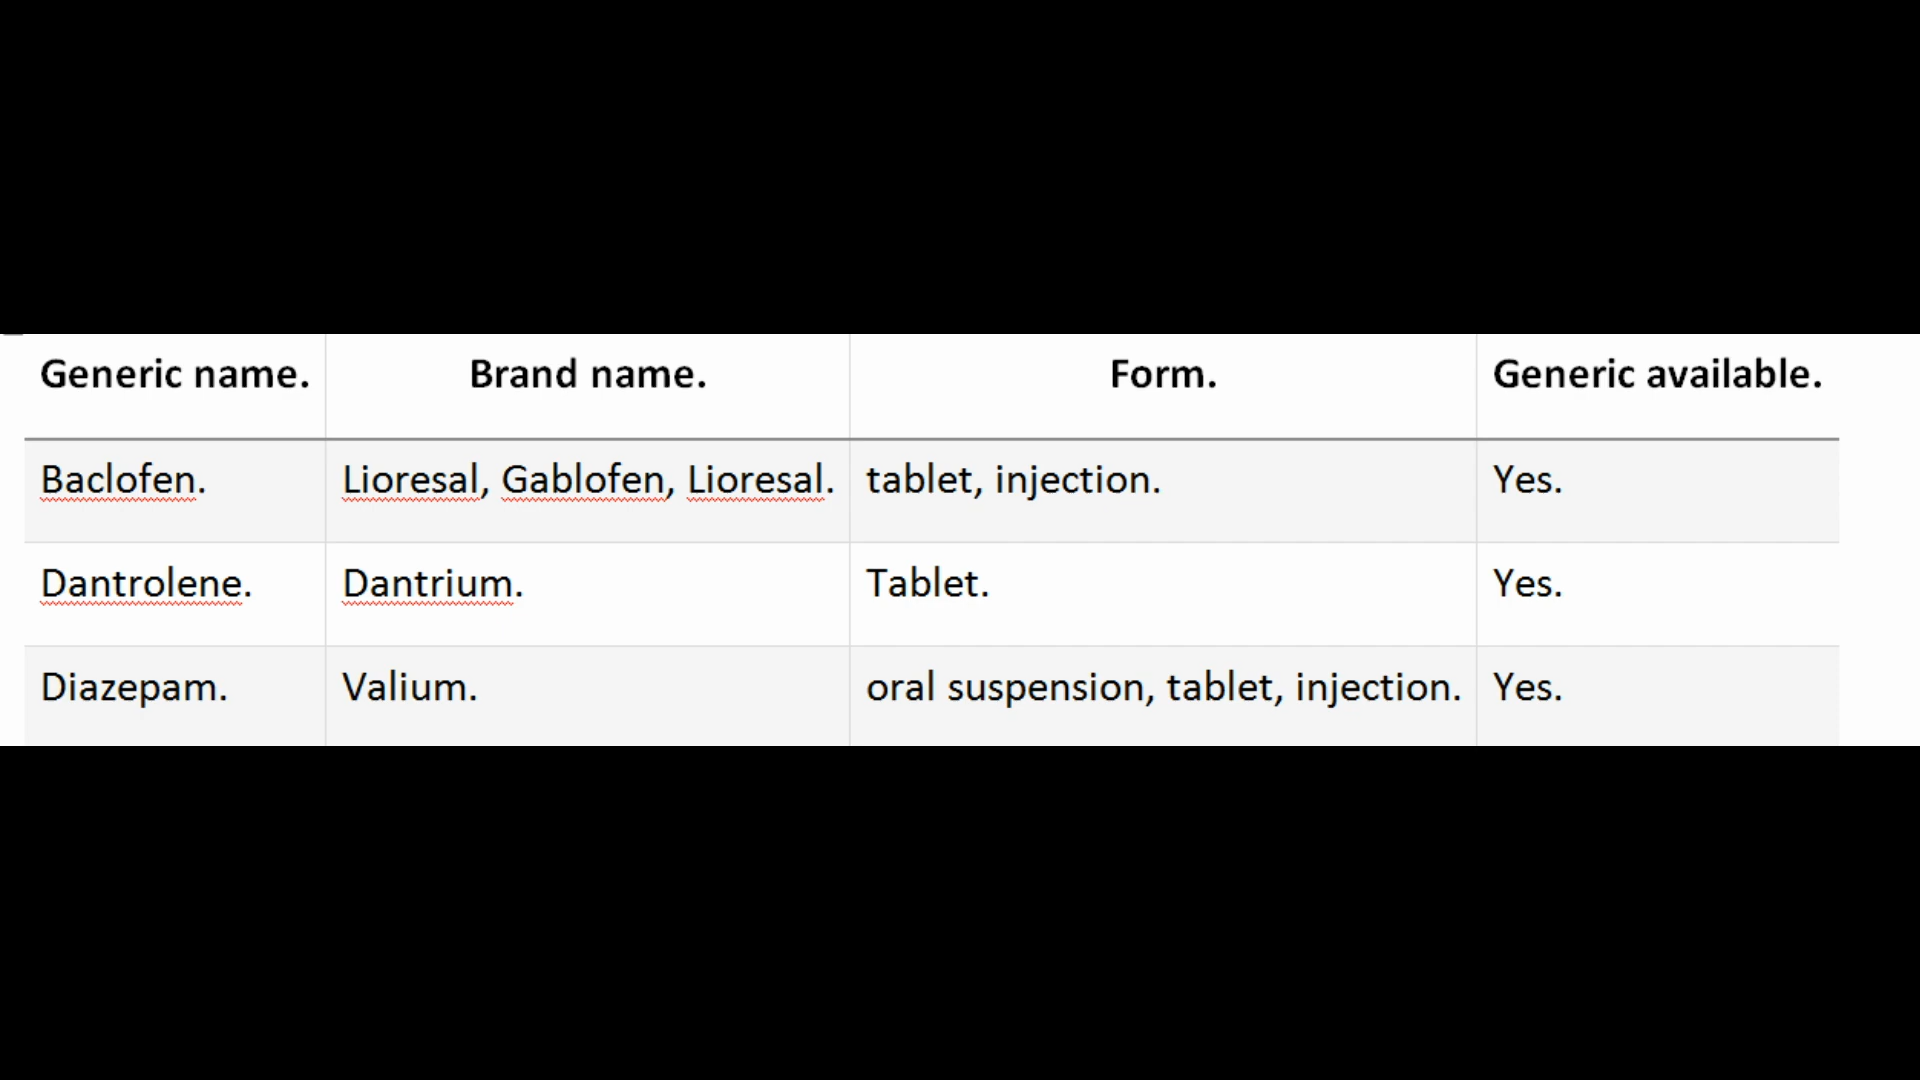 Generic name. Brand name. Form. Generic available.
Baclofen. Lioresal, Gablofen, Lioresal. tablet, injection. Yes.
Dantrolene. Dantrium. Tablet. Yes.
Diazepam. Valium. oral suspension, tablet, injection. Yes.